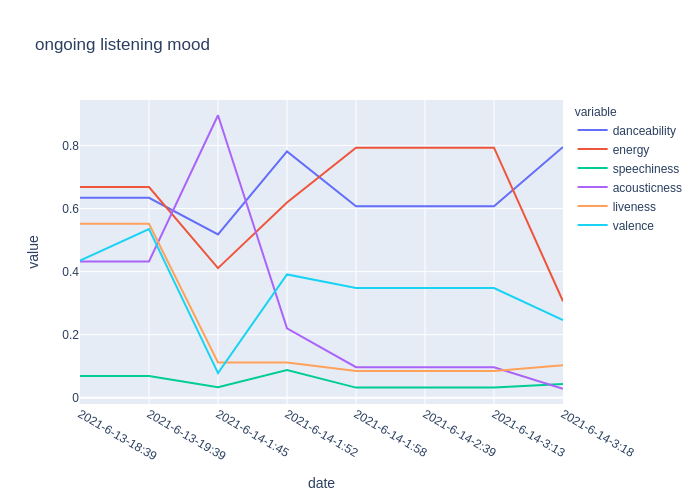 ongoing listening mood
variable
danceability
energy
speechiness
acousticness
liveness
valence
value
0.8
0.6
0.4
0.2
0
2021-6-13-18:39
2021-6-13-19:39
2021-6-14-1:45
2021-6-14-1:52
2021-6-14-1:58
2021-6-14-2:39
2021-6-14-3:13
2021-6-14-3:18
date